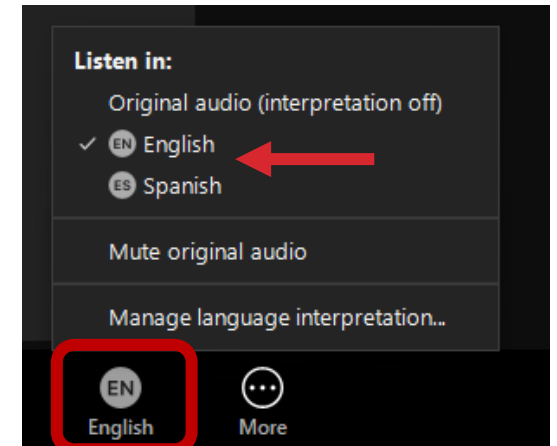 Listen in:
Original audio (interpretation off)
EN English
ES Spanish
Mute original audio
Manage language interpretation...
EN
English
More